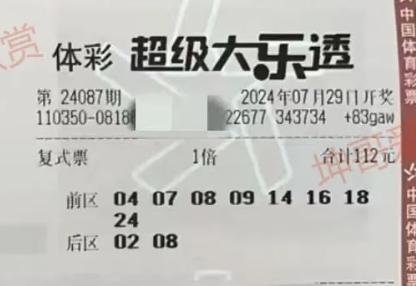 体彩 超级大乐透
第 24087期 2024年07月29日开奖
110350-0818 22677 343734 +83gaw
复式票 1倍 合计112元
前区 04 07 08 09 14 16 18
24
后区 02 08
中国体育彩票
中国体育彩
坤哥
赏